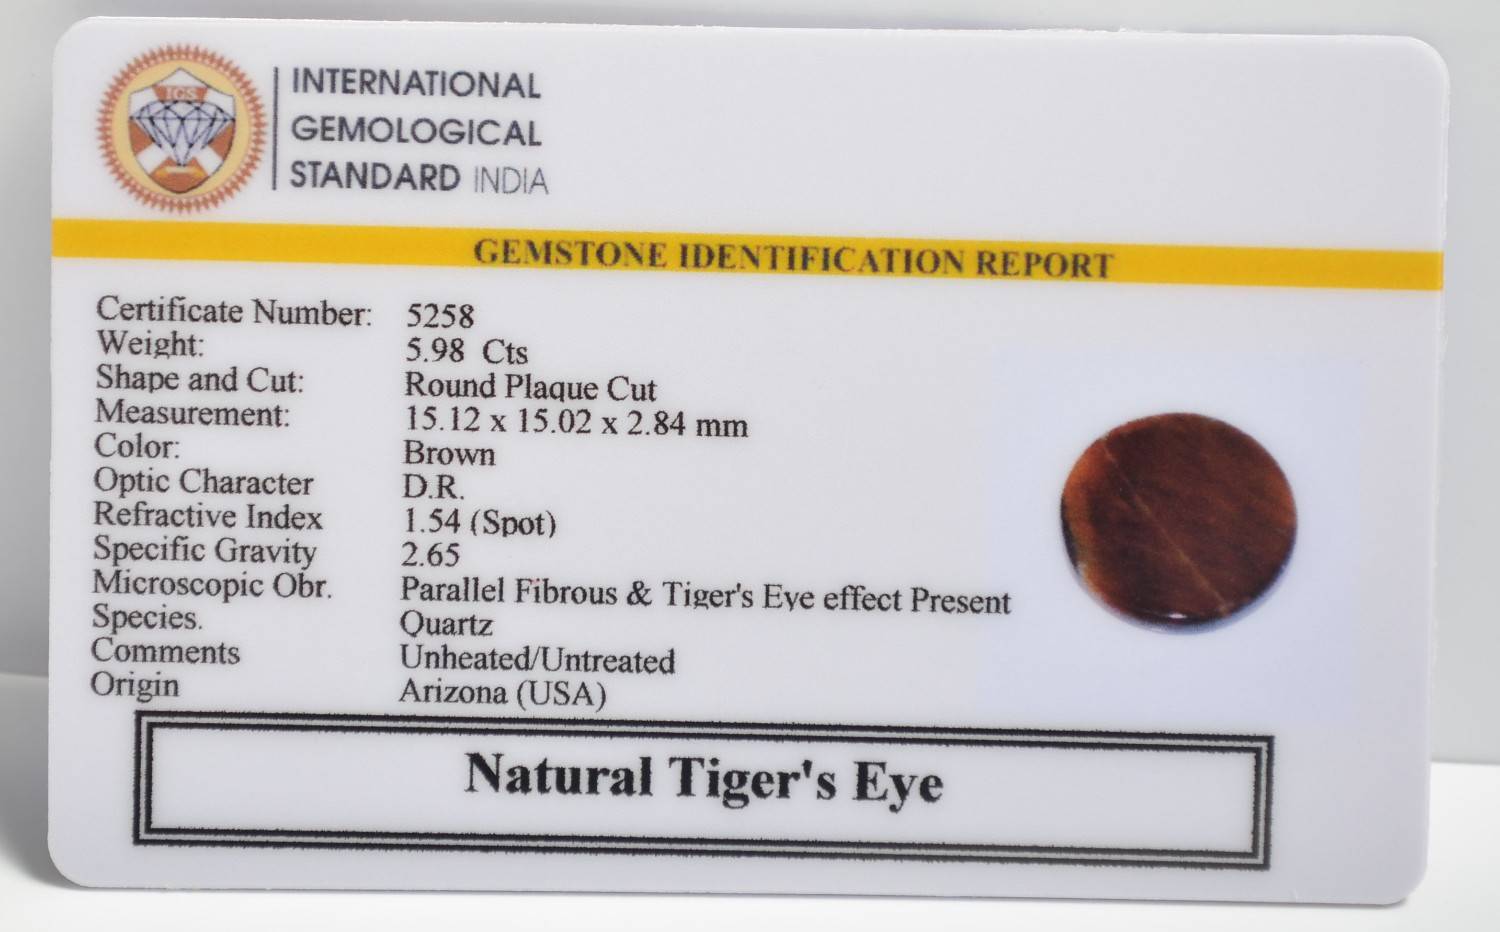 IGS
INTERNATIONAL
GEMOLOGICAL
STANDARD INDIA
GEMSTONE IDENTIFICATION REPORT
Certificate Number: 5258
Weight: 5.98 Cts
Shape and Cut: Round Plaque Cut
Measurement: 15.12 x 15.02 x 2.84 mm
Color: Brown
Optic Character D.R.
Refractive Index 1.54 (Spot)
Specific Gravity 2.65
Microscopic Obr. Parallel Fibrous & Tiger's Eye effect Present
Species. Quartz
Comments Unheated/Untreated
Origin Arizona (USA)
Natural Tiger's Eye